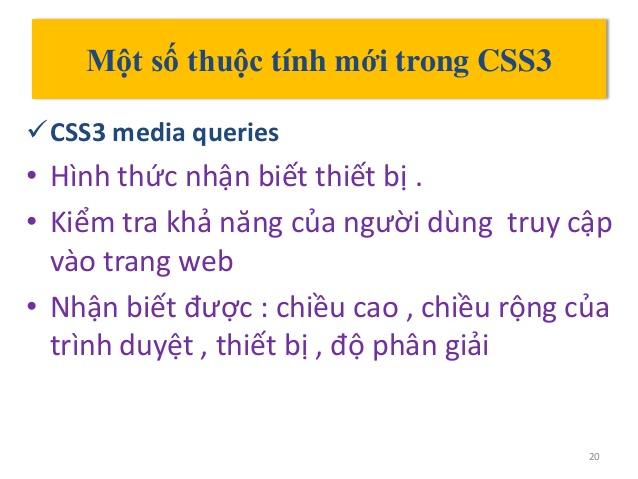 Một số thuộc tính mới trong CSS3
✓CSS3 media queries
• Hình thức nhận biết thiết bị .
• Kiểm tra khả năng của người dùng truy cập
vào trang web
• Nhận biết được : chiều cao , chiều rộng của
trình duyệt , thiết bị , độ phân giải
20